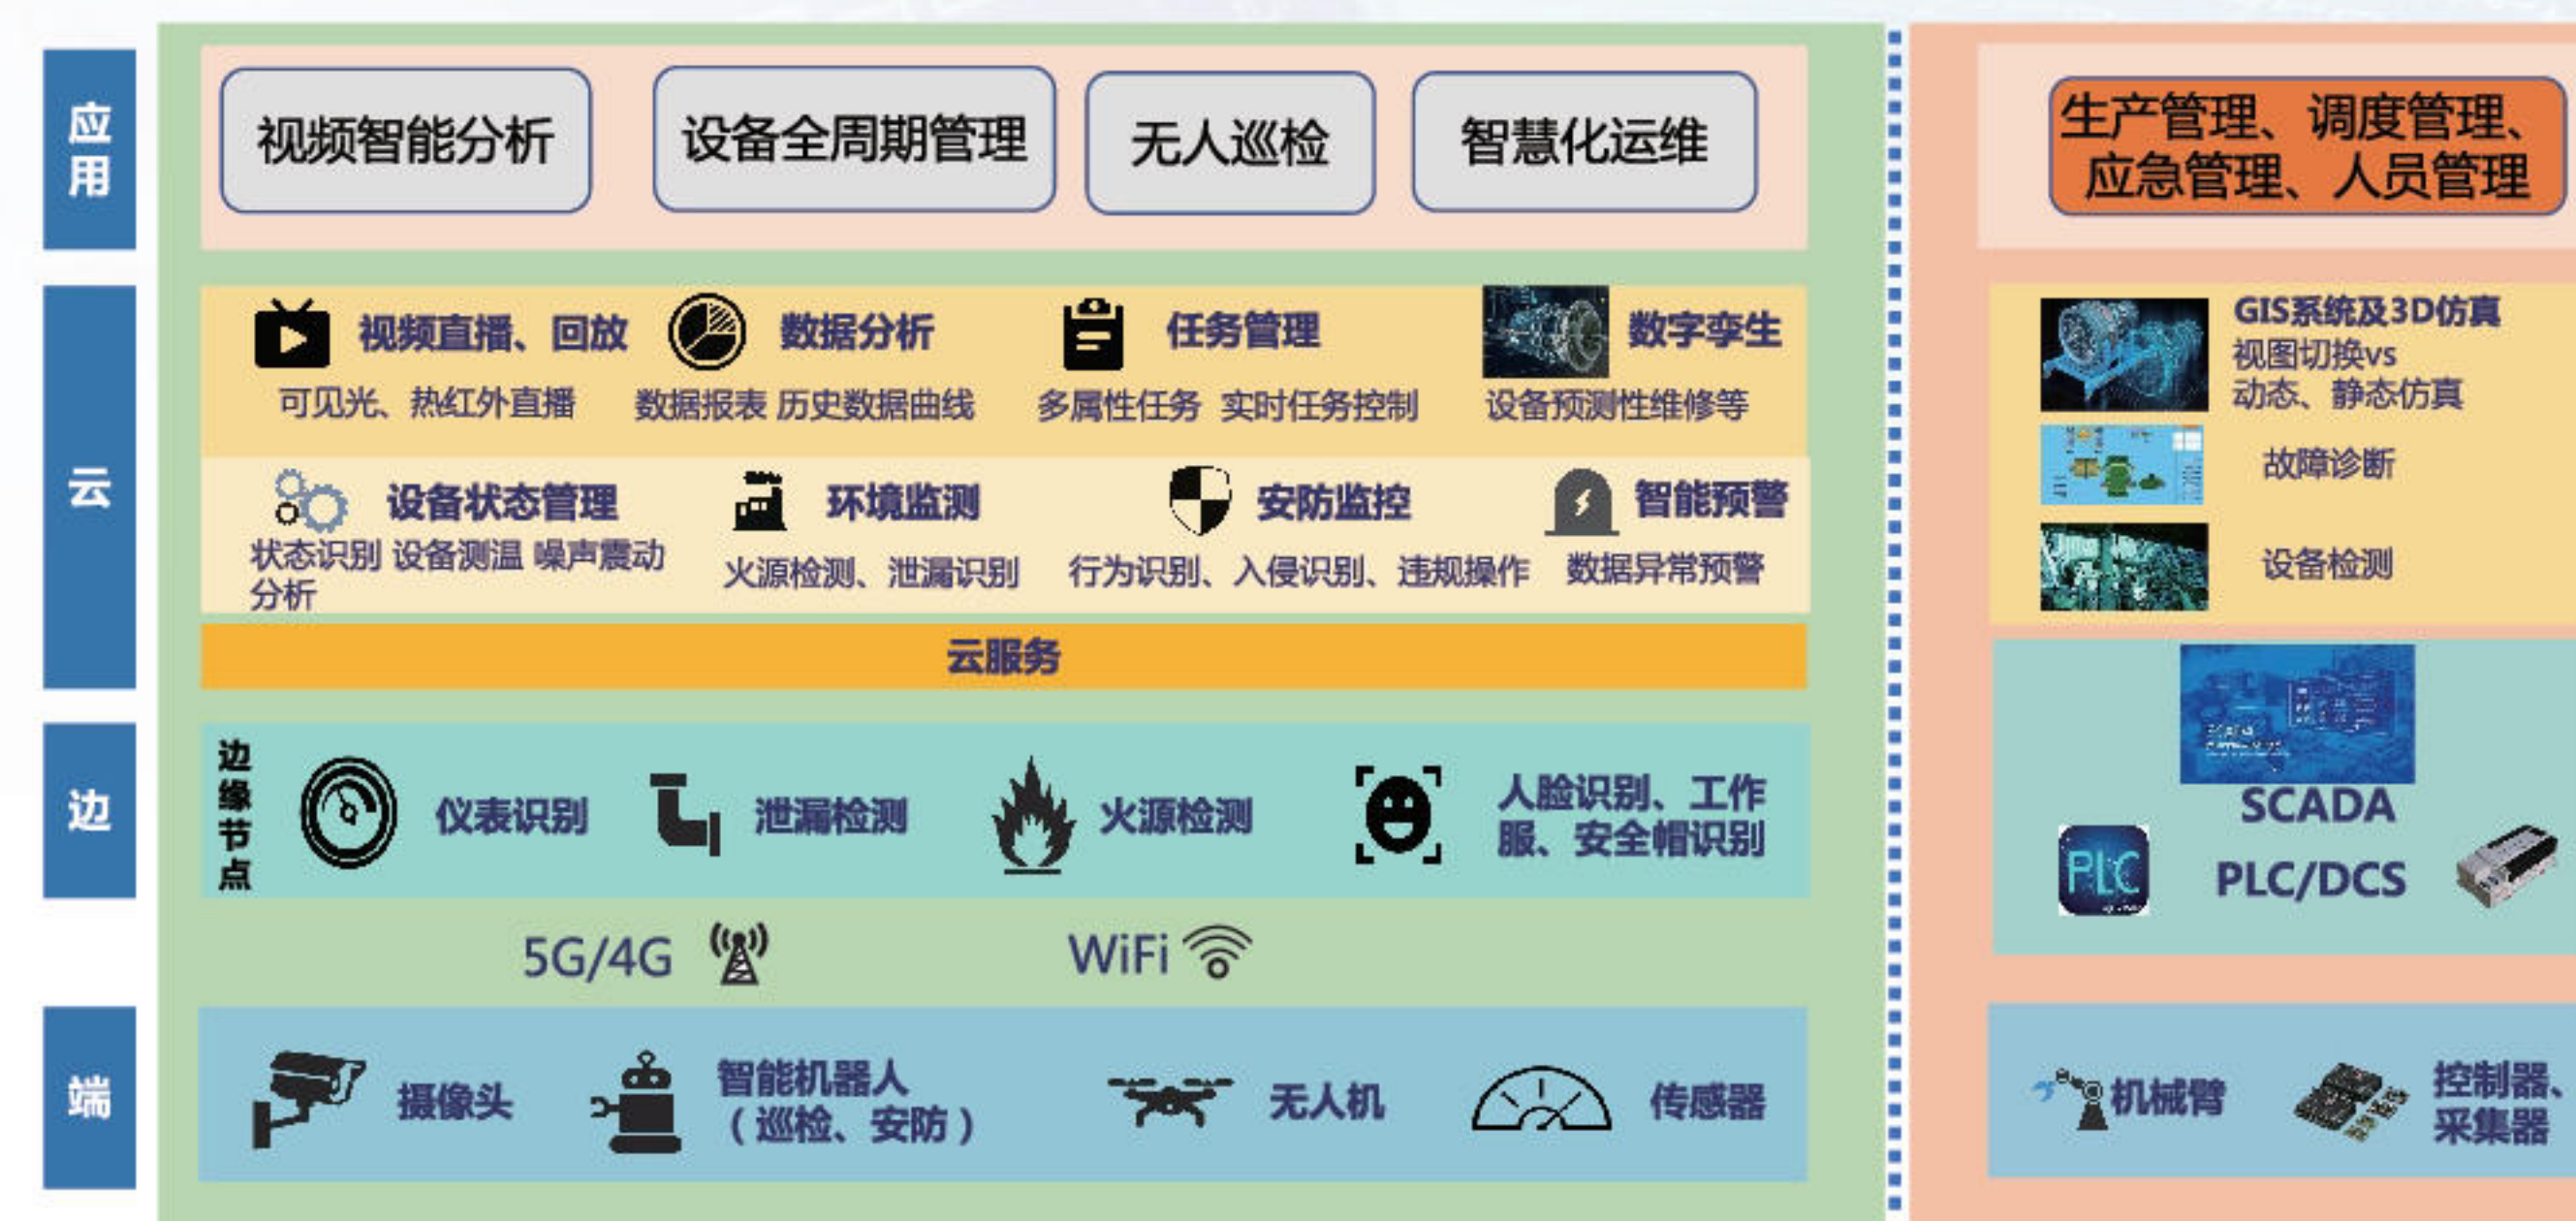 应用
视频智能分析
设备全周期管理
无人巡检
智慧化运维
生产管理、调度管理、
应急管理、人员管理
云
视频直播、回放
可见光、热红外直播
数据分析
数据报表 历史数据曲线
任务管理
多属性任务 实时任务控制
数字孪生
设备预测性维修等
设备状态管理
状态识别 设备测温 噪声震动
分析
环境监测
火源检测、泄漏识别
安防监控
行为识别、入侵识别、违规操作
智能预警
数据异常预警
云服务
GIS系统及3D仿真
视图切换vs
动态、静态仿真
故障诊断
设备检测
边
边缘节点
仪表识别
泄漏检测
火源检测
人脸识别、工作
服、安全帽识别
SCADA
PLC
PLC/DCS
5G/4G
WiFi
端
摄像头
智能机器人
（巡检、安防）
无人机
传感器
机械臂
控制器、
采集器